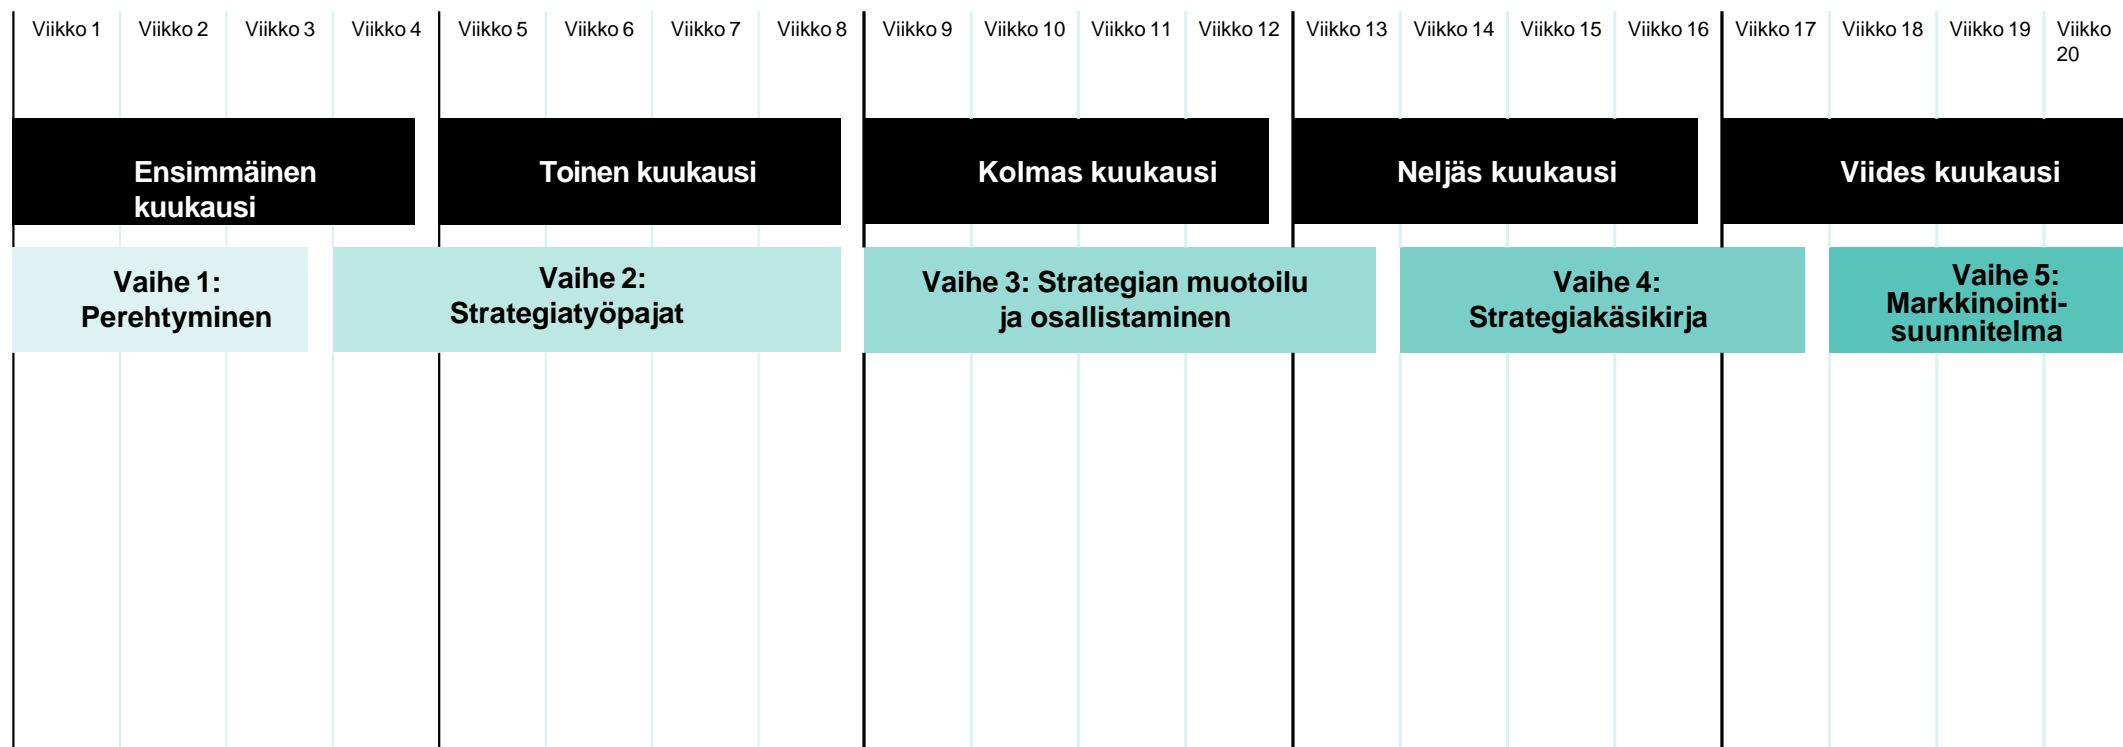 Viikko 1
Viikko 2
Viikko 3
Viikko 4
Viikko 5
Viikko 6
Viikko 7
Viikko 8
Viikko 9
Viikko 10
Viikko 11
Viikko 12
Viikko 13
Viikko 14
Viikko 15
Viikko 16
Viikko 17
Viikko 18
Viikko 19
Viikko
20
Ensimmäinen
kuukausi
Toinen kuukausi
Kolmas kuukausi
Neljäs kuukausi
Viides kuukausi
Vaihe 1:
Perehtyminen
Vaihe 2:
Strategiatyöpajat
Vaihe 3: Strategian muotoilu
ja osallistaminen
Vaihe 4:
Strategiakäsikirja
Vaihe 5:
Markkinointi-
suunnitelma